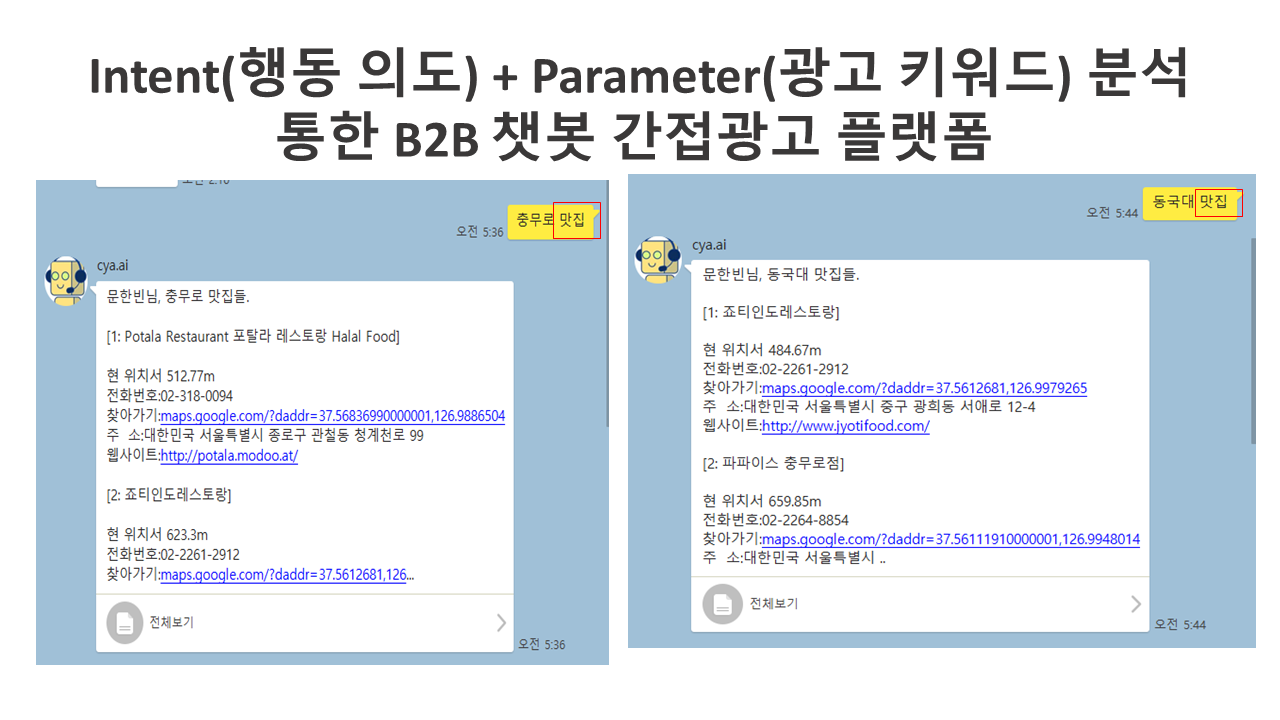 Intent(행동 의도) + Parameter(광고 키워드) 분석
통한 B2B 챗봇 간접광고 플랫폼
충무로 맛집
오전 5:36
cya.ai
문한빈님, 충무로 맛집들.
[1: Potala Restaurant 포탈라 레스토랑 Halal Food]
현 위치서 512.77m
전화번호:02-318-0094
찾아가기:maps.google.com/?daddr=37.56836990000001,126.9886504
주 소:대한민국 서울특별시 종로구 관철동 청계천로 99
웹사이트:http://potala.modoo.at/
[2: 죠티인도레스토랑]
현 위치서 623.3m
전화번호:02-2261-2912
찾아가기:maps.google.com/?daddr=37.5612681,126...
전체보기
오전 5:36
동국대 맛집
오전 5:44
cya.ai
문한빈님, 동국대 맛집들.
[1: 죠티인도레스토랑]
현 위치서 484.67m
전화번호:02-2261-2912
찾아가기:maps.google.com/?daddr=37.5612681,126.9979265
주 소:대한민국 서울특별시 중구 광희동 서애로 12-4
웹사이트:http://www.jyotifood.com/
[2: 파파이스 충무로점]
현 위치서 659.85m
전화번호:02-2264-8854
찾아가기:maps.google.com/?daddr=37.56111910000001,126.9948014
주 소:대한민국 서울특별시 ..
전체보기
오전 5:44